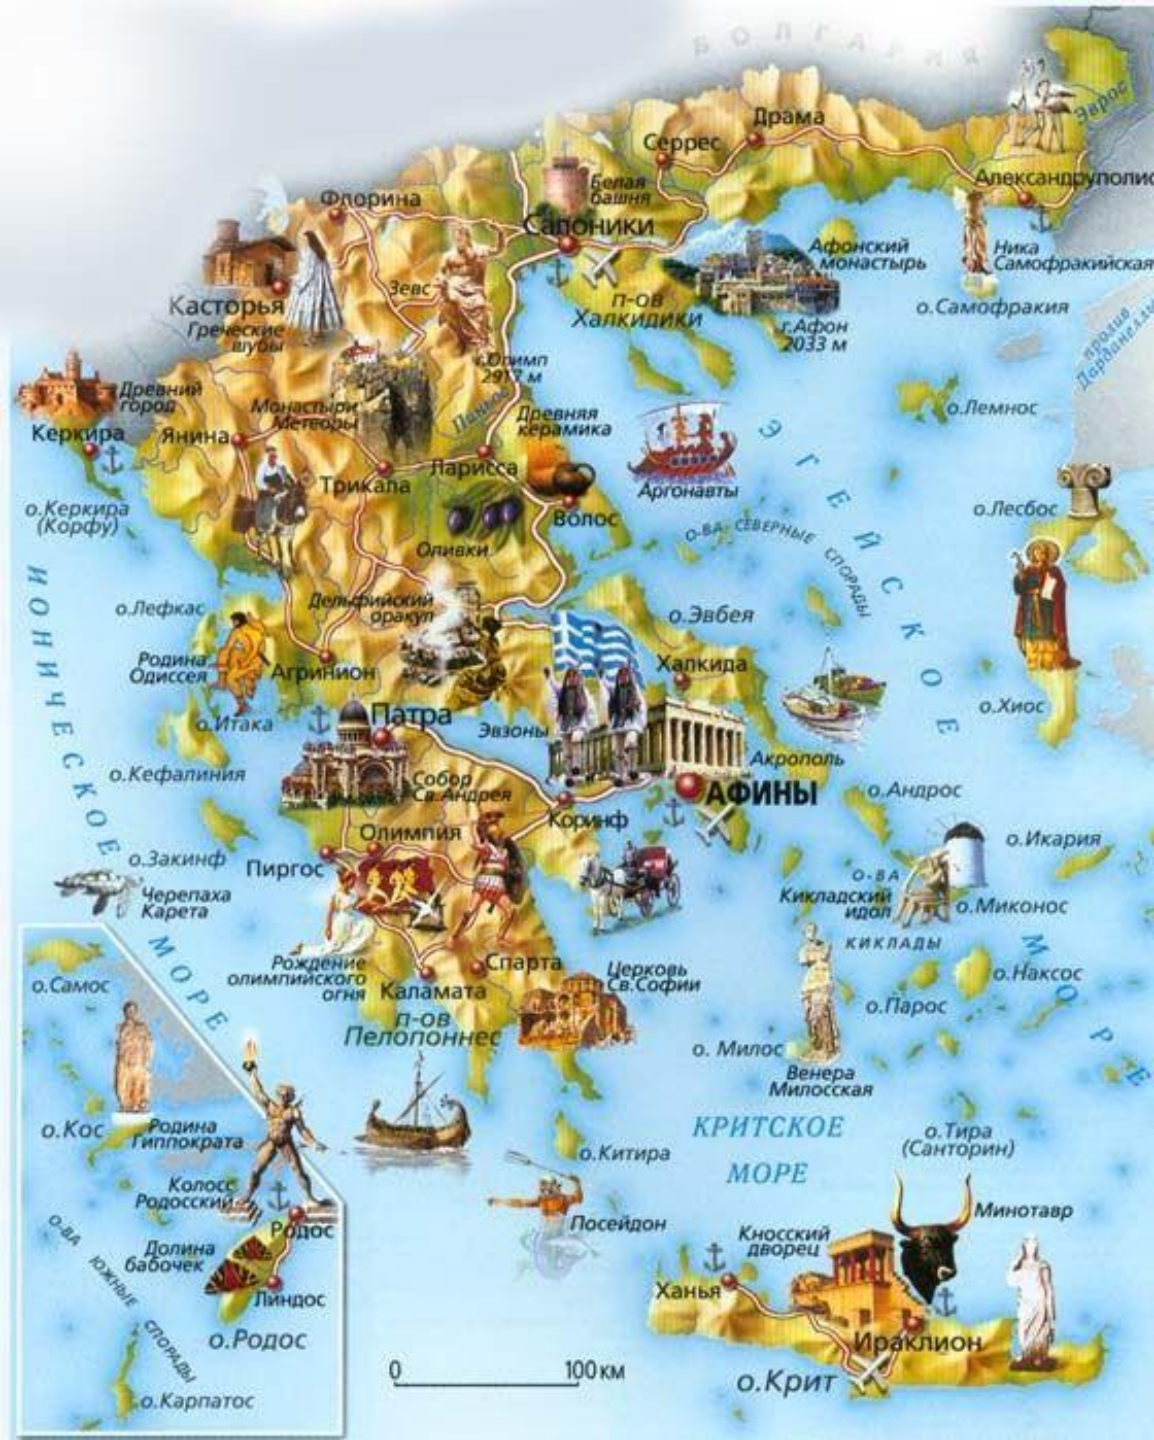 БОЛГАРИЯ
Эврос
Драма
Серрес
Александруполис
Белая
башня
Флорина
Салоники
Афонский
монастырь
Ника
Самофракийская
Зевс
Касторья
Греческие
шубы
п-ов
Халкидики
о.Самофракия
г.Афон
2033 м
пролив
Дарданеллы
г.Олимп
2917 м
Древний
город
Монастыри
Метеоры
Пиньос
Древняя
керамика
о.Лемнос
Керкира
Янина
Трикала
Ларисса
Аргонавты
о.Керкира
(Корфу)
Волос
о.Лесбос
Оливки
О-ВА СЕВЕРНЫЕ СПОРАДЫ
ЭГЕЙСКОЕ МОРЕ
ИОНИЧЕСКОЕ МОРЕ
о.Лефкас
Дельфийский
оракул
о.Эвбея
Родина
Одиссея
Агринион
Халкида
о.Итака
Патра
Эвзоны
о.Хиос
о.Кефалиния
Собор
Св.Андрея
Акрополь
АФИНЫ
о.Андрос
Коринф
Олимпия
о.Закинф
Пиргос
о.Икария
Черепаха
Карета
О-ВА
КИКЛАДЫ
Кикладский
идол
о.Миконос
Рождение
олимпийского
огня
Спарта
Каламата
Церковь
Св.Софии
о.Наксос
о.Парос
п-ов
Пелопоннес
о. Милос
Венера
Милосская
о.Самос
о.Кос
Родина
Гиппократа
КРИТСКОЕ
МОРЕ
о.Тира
(Санторин)
о.Китира
Колосс
Родосский
Родос
Посейдон
Кносский
дворец
Минотавр
Долина
бабочек
Линдос
О-ВА ЮЖНЫЕ СПОРАДЫ
о.Родос
Ханья
Ираклион
о.Крит
0 100 км
о.Карпатос